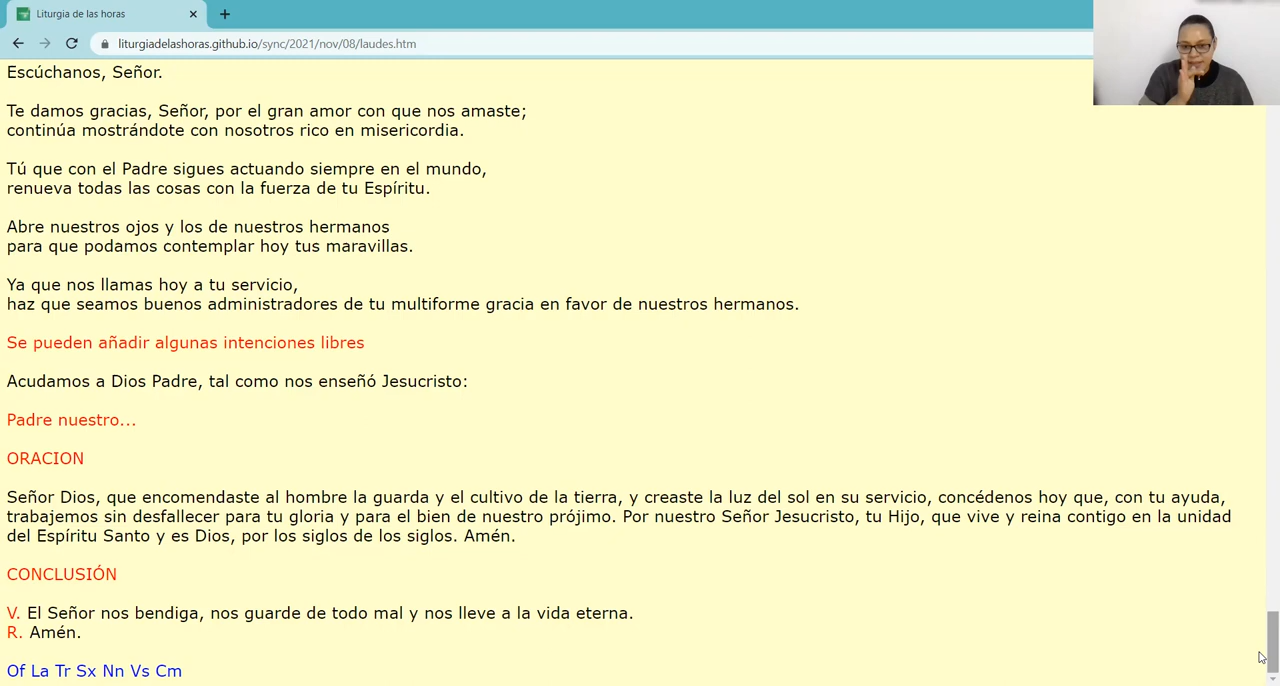 Liturgia de las horas
liturgiadelashoras.github.io/sync/2021/nov/08/laudes.htm
Escúchanos, Señor.
Te damos gracias, Señor, por el gran amor con que nos amaste;
continúa mostrándote con nosotros rico en misericordia.
Tú que con el Padre sigues actuando siempre en el mundo,
renueva todas las cosas con la fuerza de tu Espíritu.
Abre nuestros ojos y los de nuestros hermanos
para que podamos contemplar hoy tus maravillas.
Ya que nos llamas hoy a tu servicio,
haz que seamos buenos administradores de tu multiforme gracia en favor de nuestros hermanos.
Se pueden añadir algunas intenciones libres
Acudamos a Dios Padre, tal como nos enseñó Jesucristo:
Padre nuestro...
ORACION
Señor Dios, que encomendaste al hombre la guarda y el cultivo de la tierra, y creaste la luz del sol en su servicio, concédenos hoy que, con tu ayuda,
trabajemos sin desfallecer para tu gloria y para el bien de nuestro prójimo. Por nuestro Señor Jesucristo, tu Hijo, que vive y reina contigo en la unidad
del Espíritu Santo y es Dios, por los siglos de los siglos. Amén.
CONCLUSIÓN
V. El Señor nos bendiga, nos guarde de todo mal y nos lleve a la vida eterna.
R. Amén.
Of La Tr Sx Nn Vs Cm